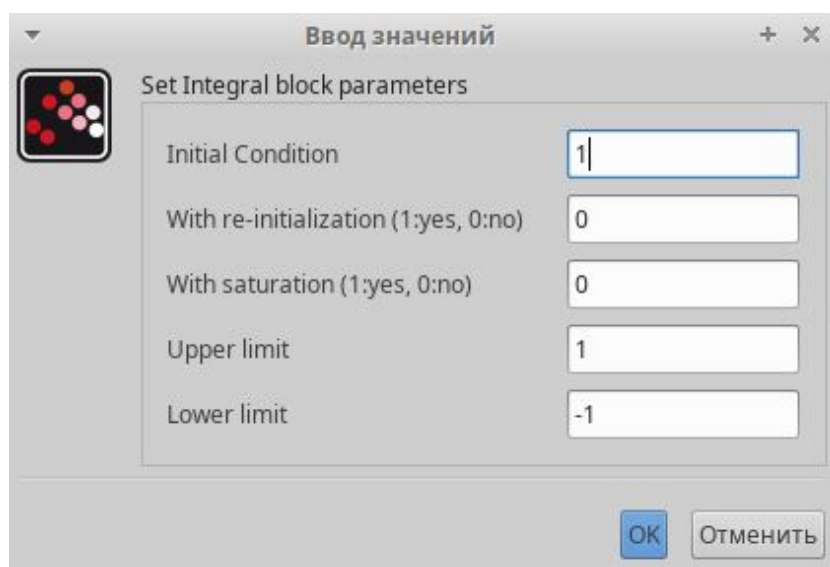 Ввод значений
Set Integral block parameters
Initial Condition 1
With re-initialization (1:yes, 0:no) 0
With saturation (1:yes, 0:no) 0
Upper limit 1
Lower limit -1
OK Отменить